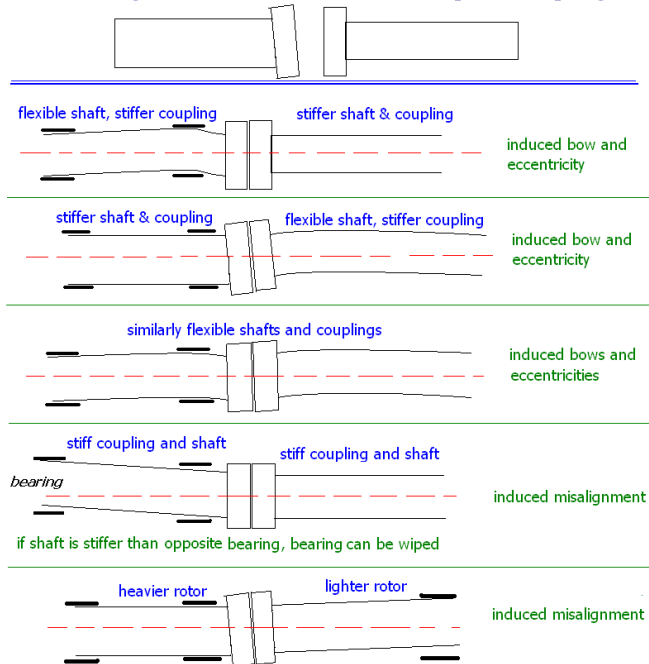 flexible shaft, stiffer coupling
stiffer shaft & coupling
induced bow and
eccentricity
stiffer shaft & coupling
flexible shaft, stiffer coupling
induced bow and
eccentricity
similarly flexible shafts and couplings
induced bows and
eccentricities
stiff coupling and shaft
stiff coupling and shaft
bearing
induced misalignment
if shaft is stiffer than opposite bearing, bearing can be wiped
heavier rotor
lighter rotor
induced misalignment